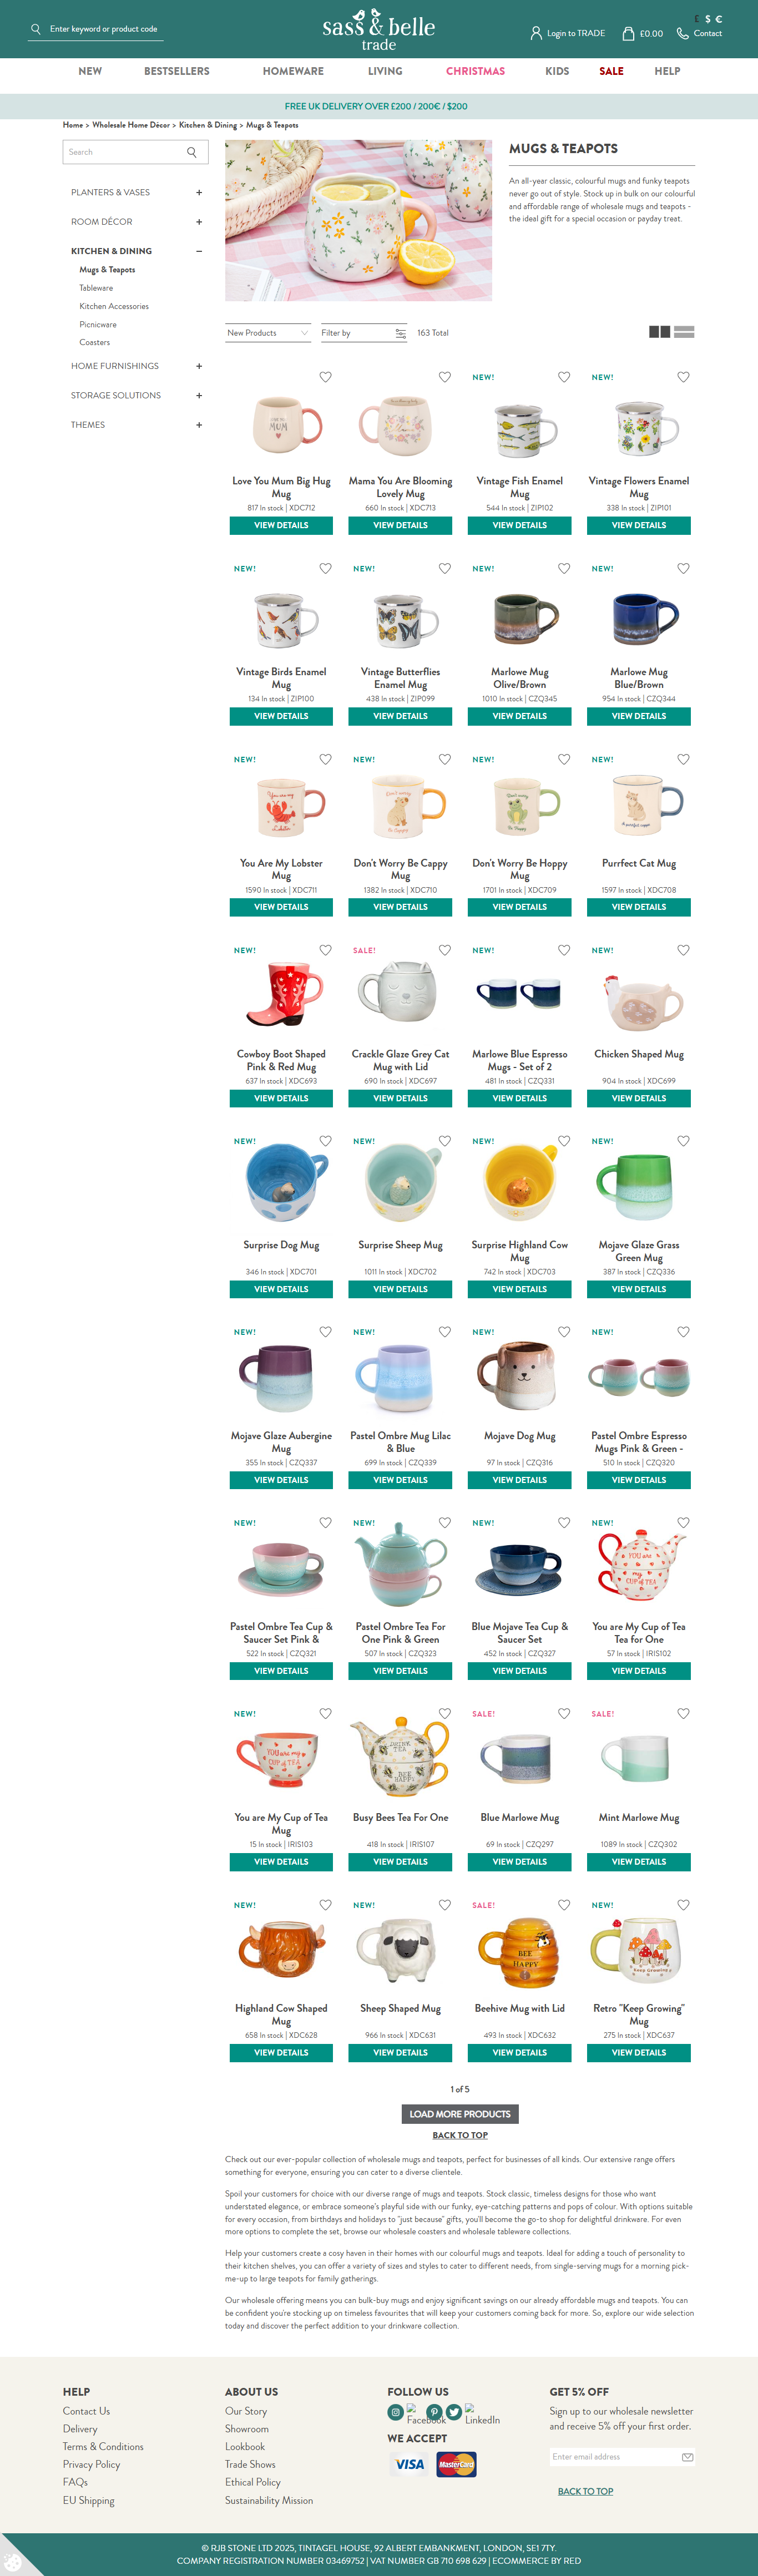 Enter keyword or product code
sass & belle
trade
£ $ €
Login to TRADE
£0.00
Contact
NEW
BESTSELLERS
HOMEWARE
LIVING
CHRISTMAS
KIDS
SALE
HELP
FREE UK DELIVERY OVER £200 / 200€ / $200
Home > Wholesale Home Décor > Kitchen & Dining > Mugs & Teapots
Search
PLANTERS & VASES +
ROOM DÉCOR +
KITCHEN & DINING −
Mugs & Teapots
Tableware
Kitchen Accessories
Picnicware
Coasters
HOME FURNISHINGS +
STORAGE SOLUTIONS +
THEMES +
MUGS & TEAPOTS
An all-year classic, colourful mugs and funky teapots
never go out of style. Stock up in bulk on our colourful
and affordable range of wholesale mugs and teapots -
the ideal gift for a special occasion or payday treat.
New Products
Filter by
163 Total
MUM
Love You Mum Big Hug
Mug
817 In stock | XDC712
VIEW DETAILS
Mama You Are Blooming
Lovely Mug
660 In stock | XDC713
VIEW DETAILS
NEW!
Vintage Fish Enamel
Mug
544 In stock | ZIP102
VIEW DETAILS
NEW!
Vintage Flowers Enamel
Mug
338 In stock | ZIP101
VIEW DETAILS
NEW!
Vintage Birds Enamel
Mug
134 In stock | ZIP100
VIEW DETAILS
NEW!
Vintage Butterflies
Enamel Mug
438 In stock | ZIP099
VIEW DETAILS
NEW!
Marlowe Mug
Olive/Brown
1010 In stock | CZQ345
VIEW DETAILS
NEW!
Marlowe Mug
Blue/Brown
954 In stock | CZQ344
VIEW DETAILS
NEW!
You are my
Lobster
You Are My Lobster
Mug
1590 In stock | XDC711
VIEW DETAILS
NEW!
Don't worry
Be Cappy
Don't Worry Be Cappy
Mug
1382 In stock | XDC710
VIEW DETAILS
NEW!
Don't worry
Be Hoppy
Don't Worry Be Hoppy
Mug
1701 In stock | XDC709
VIEW DETAILS
NEW!
Purrfect Cat Mug
1597 In stock | XDC708
VIEW DETAILS
NEW!
Cowboy Boot Shaped
Pink & Red Mug
637 In stock | XDC693
VIEW DETAILS
SALE!
Crackle Glaze Grey Cat
Mug with Lid
690 In stock | XDC697
VIEW DETAILS
NEW!
Marlowe Blue Espresso
Mugs - Set of 2
481 In stock | CZQ331
VIEW DETAILS
NEW!
Chicken Shaped Mug
904 In stock | XDC699
VIEW DETAILS
NEW!
Surprise Dog Mug
346 In stock | XDC701
VIEW DETAILS
NEW!
Surprise Sheep Mug
1011 In stock | XDC702
VIEW DETAILS
NEW!
Surprise Highland Cow
Mug
742 In stock | XDC703
VIEW DETAILS
NEW!
Mojave Glaze Grass
Green Mug
387 In stock | CZQ336
VIEW DETAILS
NEW!
Mojave Glaze Aubergine
Mug
355 In stock | CZQ337
VIEW DETAILS
NEW!
Pastel Ombre Mug Lilac
& Blue
699 In stock | CZQ339
VIEW DETAILS
NEW!
Mojave Dog Mug
97 In stock | CZQ316
VIEW DETAILS
NEW!
Pastel Ombre Espresso
Mugs Pink & Green -
510 In stock | CZQ320
VIEW DETAILS
NEW!
Pastel Ombre Tea Cup &
Saucer Set Pink &
522 In stock | CZQ321
VIEW DETAILS
NEW!
Pastel Ombre Tea For
One Pink & Green
507 In stock | CZQ323
VIEW DETAILS
NEW!
Blue Mojave Tea Cup &
Saucer Set
452 In stock | CZQ327
VIEW DETAILS
NEW!
YOU are
my
CUP of TEA
You are My Cup of Tea
Tea for One
57 In stock | IRIS102
VIEW DETAILS
NEW!
YOU are my
CUP of TEA
You are My Cup of Tea
Mug
15 In stock | IRIS103
VIEW DETAILS
DRINK
TEA
BEE
HAPPY
Busy Bees Tea For One
418 In stock | IRIS107
VIEW DETAILS
SALE!
Blue Marlowe Mug
69 In stock | CZQ297
VIEW DETAILS
SALE!
Mint Marlowe Mug
1089 In stock | CZQ302
VIEW DETAILS
NEW!
Highland Cow Shaped
Mug
658 In stock | XDC628
VIEW DETAILS
NEW!
Sheep Shaped Mug
966 In stock | XDC631
VIEW DETAILS
SALE!
BEE
HAPPY
Beehive Mug with Lid
493 In stock | XDC632
VIEW DETAILS
NEW!
Keep Growing
Retro "Keep Growing"
Mug
275 In stock | XDC637
VIEW DETAILS
1 of 5
LOAD MORE PRODUCTS
BACK TO TOP
Check out our ever-popular collection of wholesale mugs and teapots, perfect for businesses of all kinds. Our extensive range offers
something for everyone, ensuring you can cater to a diverse clientele.
Spoil your customers for choice with our diverse range of mugs and teapots. Stock classic, timeless designs for those who want
understated elegance, or embrace someone's playful side with our funky, eye-catching patterns and pops of colour. With options suitable
for every occasion, from birthdays and holidays to "just because" gifts, you'll become the go-to shop for delightful drinkware. For even
more options to complete the set, browse our wholesale coasters and wholesale tableware collections.
Help your customers create a cosy haven in their homes with our colourful mugs and teapots. Ideal for adding a touch of personality to
their kitchen shelves, you can offer a variety of sizes and styles to cater to different needs, from single-serving mugs for a morning pick-
me-up to large teapots for family gatherings.
Our wholesale offering means you can bulk-buy mugs and enjoy significant savings on our already affordable mugs and teapots. You can
be confident you're stocking up on timeless favourites that will keep your customers coming back for more. So, explore our wide selection
today and discover the perfect addition to your drinkware collection.
HELP
Contact Us
Delivery
Terms & Conditions
Privacy Policy
FAQs
EU Shipping
ABOUT US
Our Story
Showroom
Lookbook
Trade Shows
Ethical Policy
Sustainability Mission
FOLLOW US
Facebook
LinkedIn
WE ACCEPT
VISA
MasterCard
GET 5% OFF
Sign up to our wholesale newsletter
and receive 5% off your first order.
Enter email address
BACK TO TOP
© RJB STONE LTD 2025, TINTAGEL HOUSE, 92 ALBERT EMBANKMENT, LONDON, SE1 7TY.
COMPANY REGISTRATION NUMBER 03469752 | VAT NUMBER GB 710 698 629 | ECOMMERCE BY RED